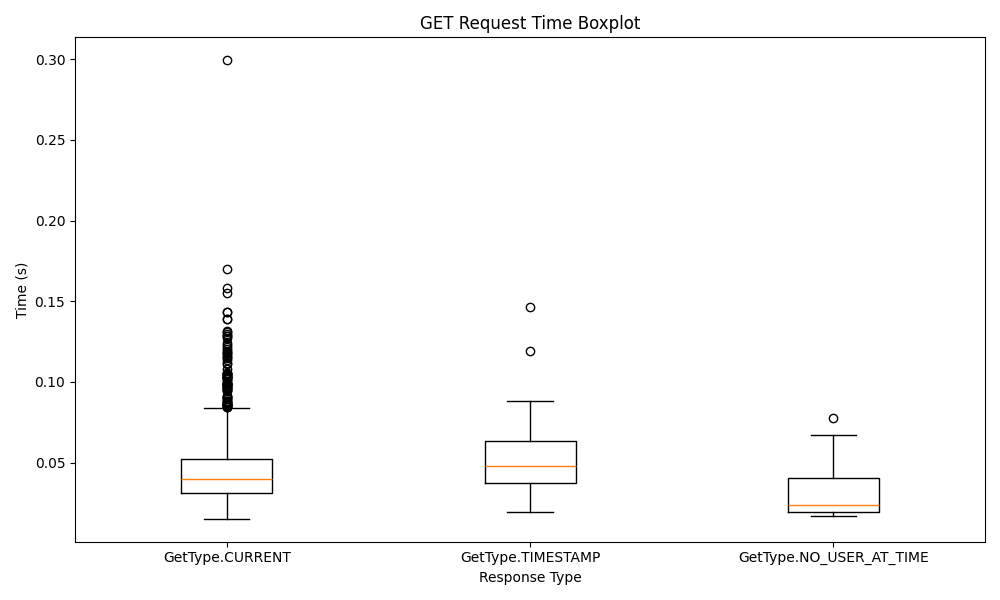 GET Request Time Boxplot
0.30
0.25
0.20
0.15
0.10
0.05
Time (s)
GetType.CURRENT
GetType.TIMESTAMP
GetType.NO_USER_AT_TIME
Response Type